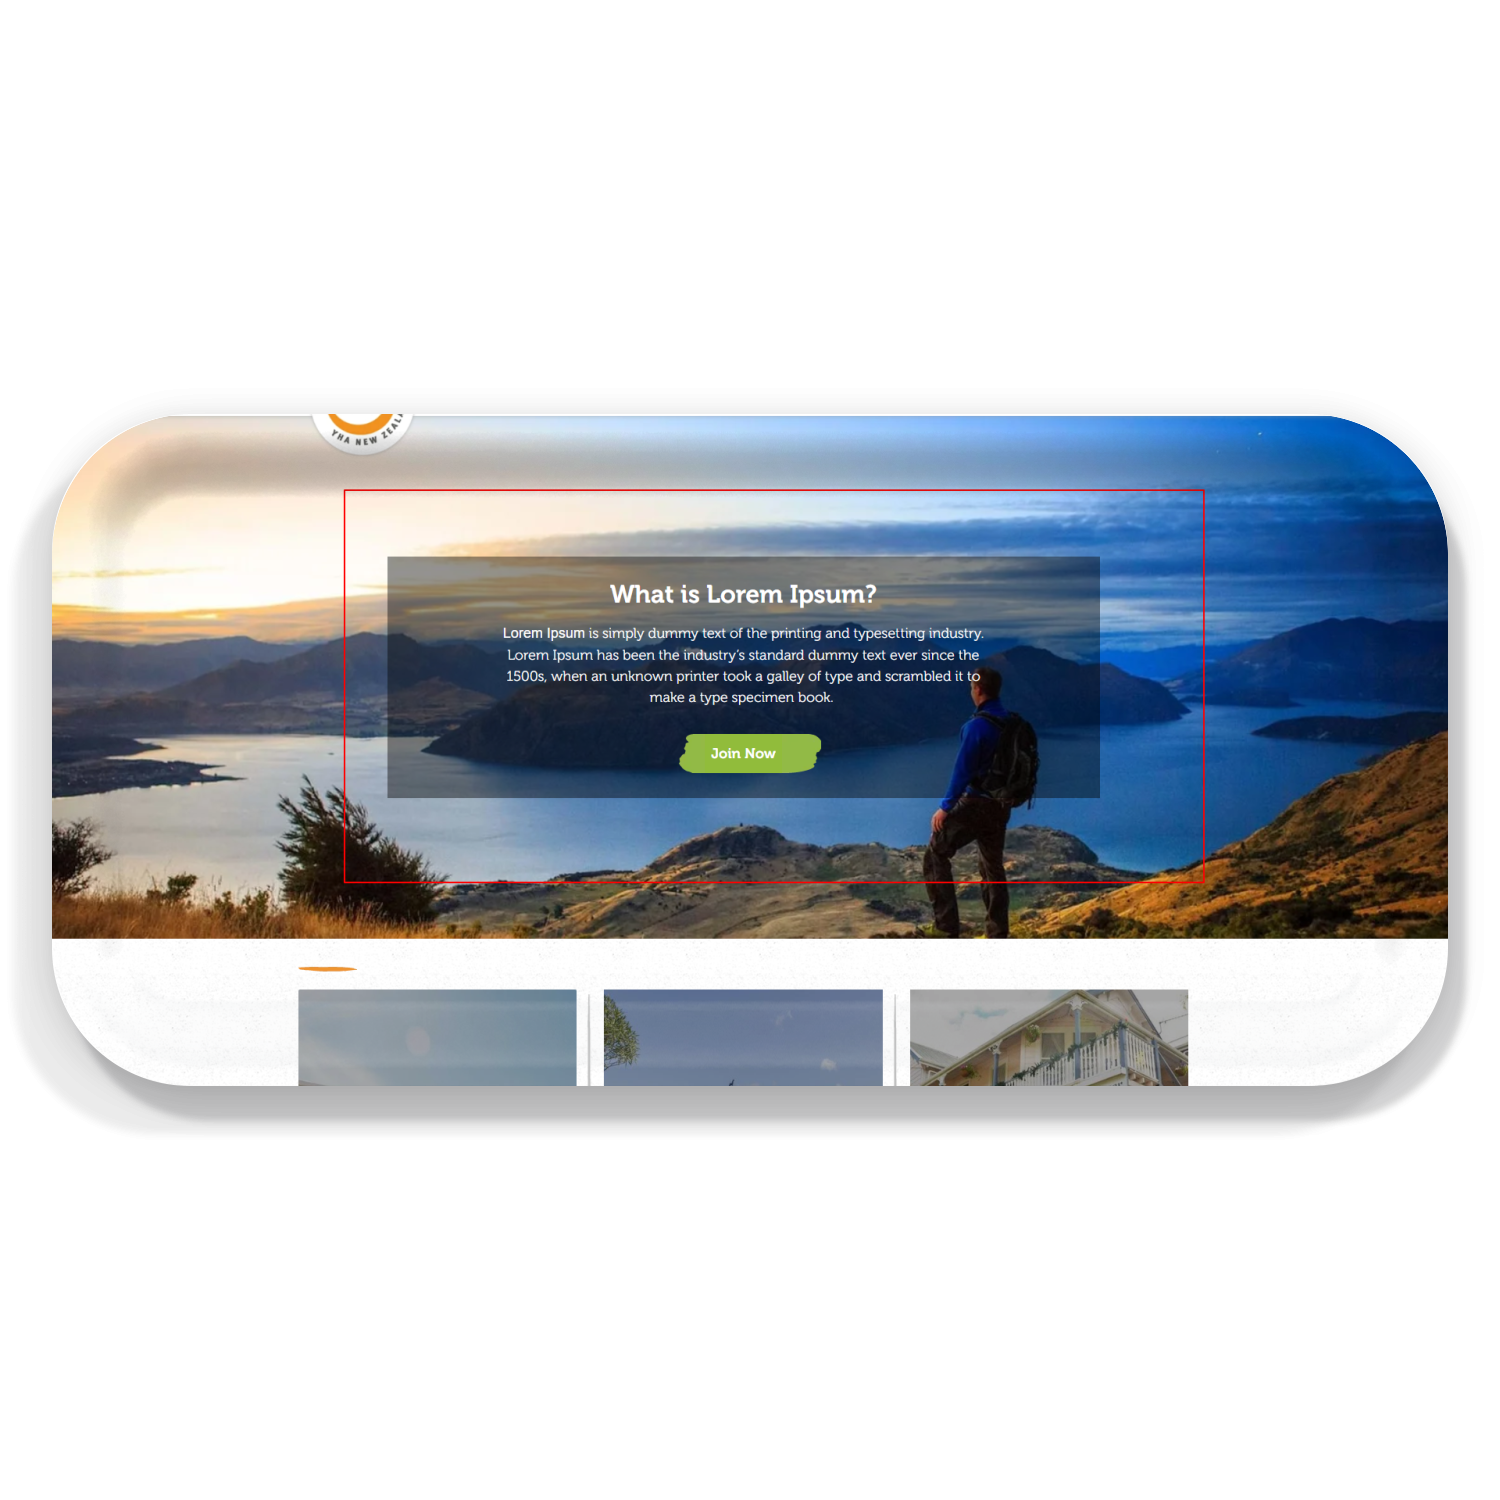 YHA NEW ZEAL
What is Lorem Ipsum?
Lorem Ipsum is simply dummy text of the printing and typesetting industry.
Lorem Ipsum has been the industry's standard dummy text ever since the
1500s, when an unknown printer took a galley of type and scrambled it to
make a type specimen book.
Join Now